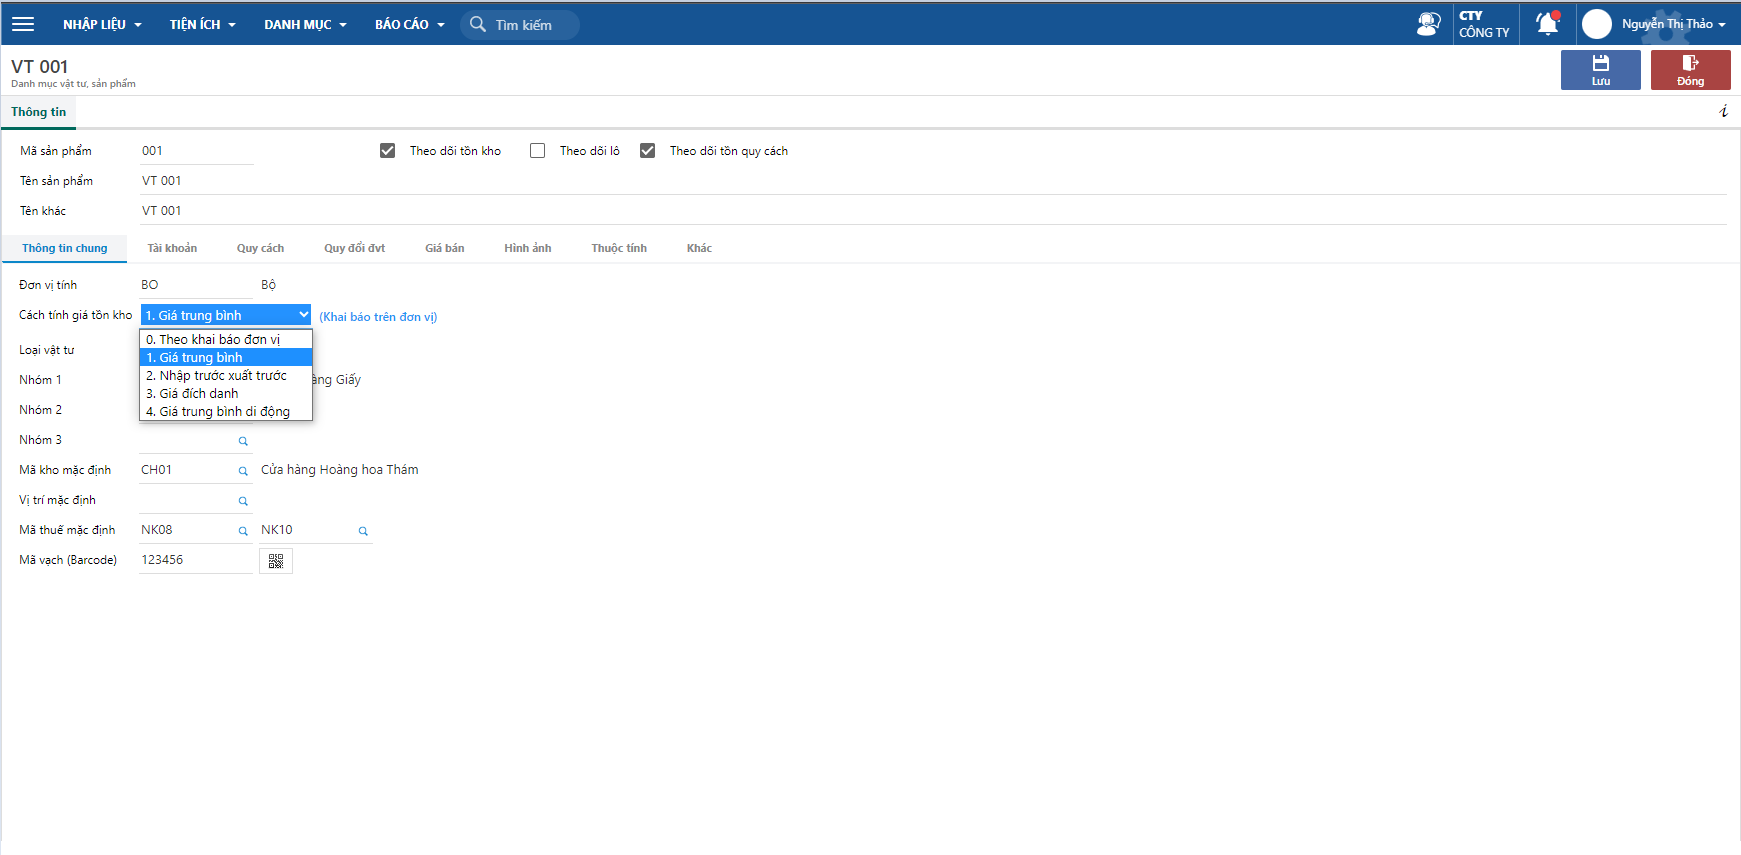 NHẬP LIỆU TIỆN ÍCH DANH MỤC BÁO CÁO Tìm kiếm CTY CÔNG TY Nguyễn Thị Thảo
VT 001
Danh mục vật tư, sản phẩm
Lưu Đóng
Thông tin i
Mã sản phẩm 001 Theo dõi tồn kho Theo dõi lô Theo dõi tồn quy cách
Tên sản phẩm VT 001
Tên khác VT 001
Thông tin chung Tài khoản Quy cách Quy đổi đvt Giá bán Hình ảnh Thuộc tính Khác
Đơn vị tính BO Bộ
Cách tính giá tồn kho 1. Giá trung bình (Khai báo trên đơn vị)
0. Theo khai báo đơn vị
1. Giá trung bình
2. Nhập trước xuất trước
3. Giá đích danh
4. Giá trung bình di động
Loại vật tư
Nhóm 1 Giấy
Nhóm 2
Nhóm 3
Mã kho mặc định CH01 Cửa hàng Hoàng hoa Thám
Vị trí mặc định
Mã thuế mặc định NK08 NK10
Mã vạch (Barcode) 123456